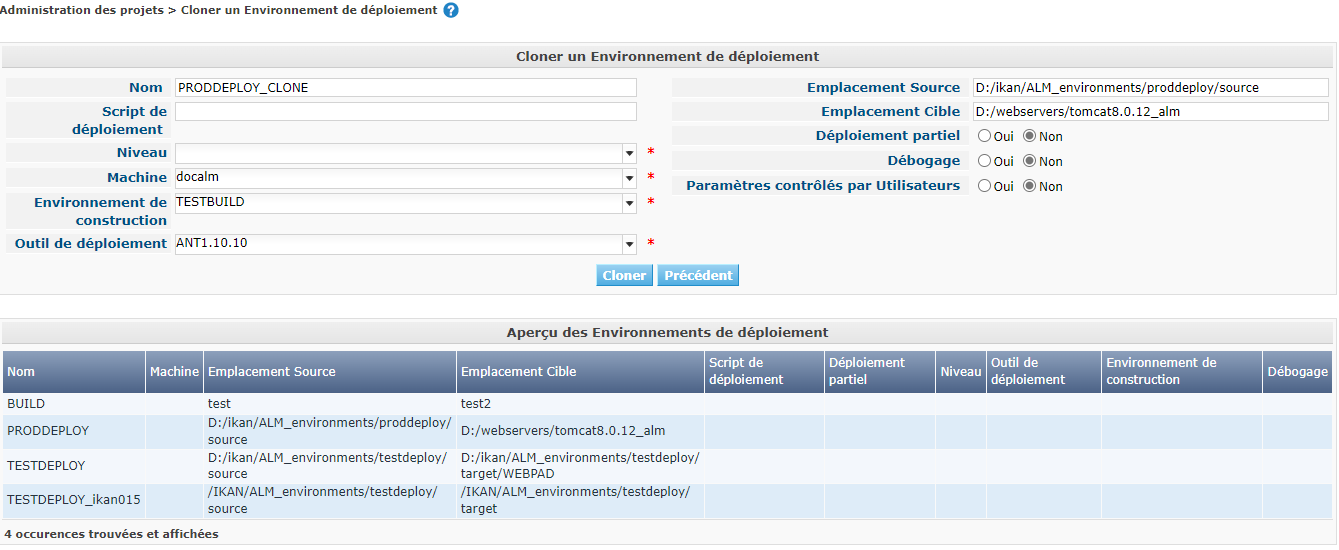 Administration des projets > Cloner un Environnement de déploiement ?
Cloner un Environnement de déploiement
Nom PRODDEPLOY_CLONE
Script de
déploiement
Niveau *
Machine docalm *
Environnement de
construction TESTBUILD *
Outil de déploiement ANT1.10.10 *
Emplacement Source D:/ikan/ALM_environments/proddeploy/source
Emplacement Cible D:/webservers/tomcat8.0.12_alm
Déploiement partiel Oui Non
Débogage Oui Non
Paramètres contrôlés par Utilisateurs Oui Non
Cloner Précédent
Aperçu des Environnements de déploiement
Nom Machine Emplacement Source Emplacement Cible Script de déploiement Déploiement partiel Niveau Outil de déploiement Environnement de construction Débogage
BUILD test test2
PRODDEPLOY D:/ikan/ALM_environments/proddeploy/source D:/webservers/tomcat8.0.12_alm
TESTDEPLOY D:/ikan/ALM_environments/testdeploy/source D:/ikan/ALM_environments/testdeploy/target/WEBPAD
TESTDEPLOY_ikan015 /IKAN/ALM_environments/testdeploy/source /IKAN/ALM_environments/testdeploy/target
4 occurences trouvées et affichées